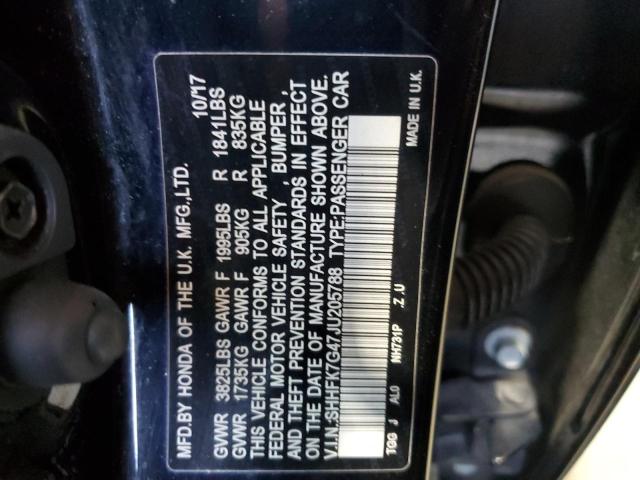 MFD.BY HONDA OF THE U.K. MFG.,LTD. 10/17
GVWR 3825LBS GAWR F 1995LBS R 1841LBS
GVWR 1735KG GAWR F 905KG R 835KG
THIS VEHICLE CONFORMS TO ALL APPLICABLE
FEDERAL MOTOR VEHICLE SAFETY , BUMPER ,
AND THEFT PREVENTION STANDARDS IN EFFECT
ON THE DATE OF MANUFACTURE SHOWN ABOVE.
V.I.N:SHHFK7G47JU205788 TYPE:PASSENGER CAR
TGG J AL0 NH731P .Z .U MADE IN U.K.